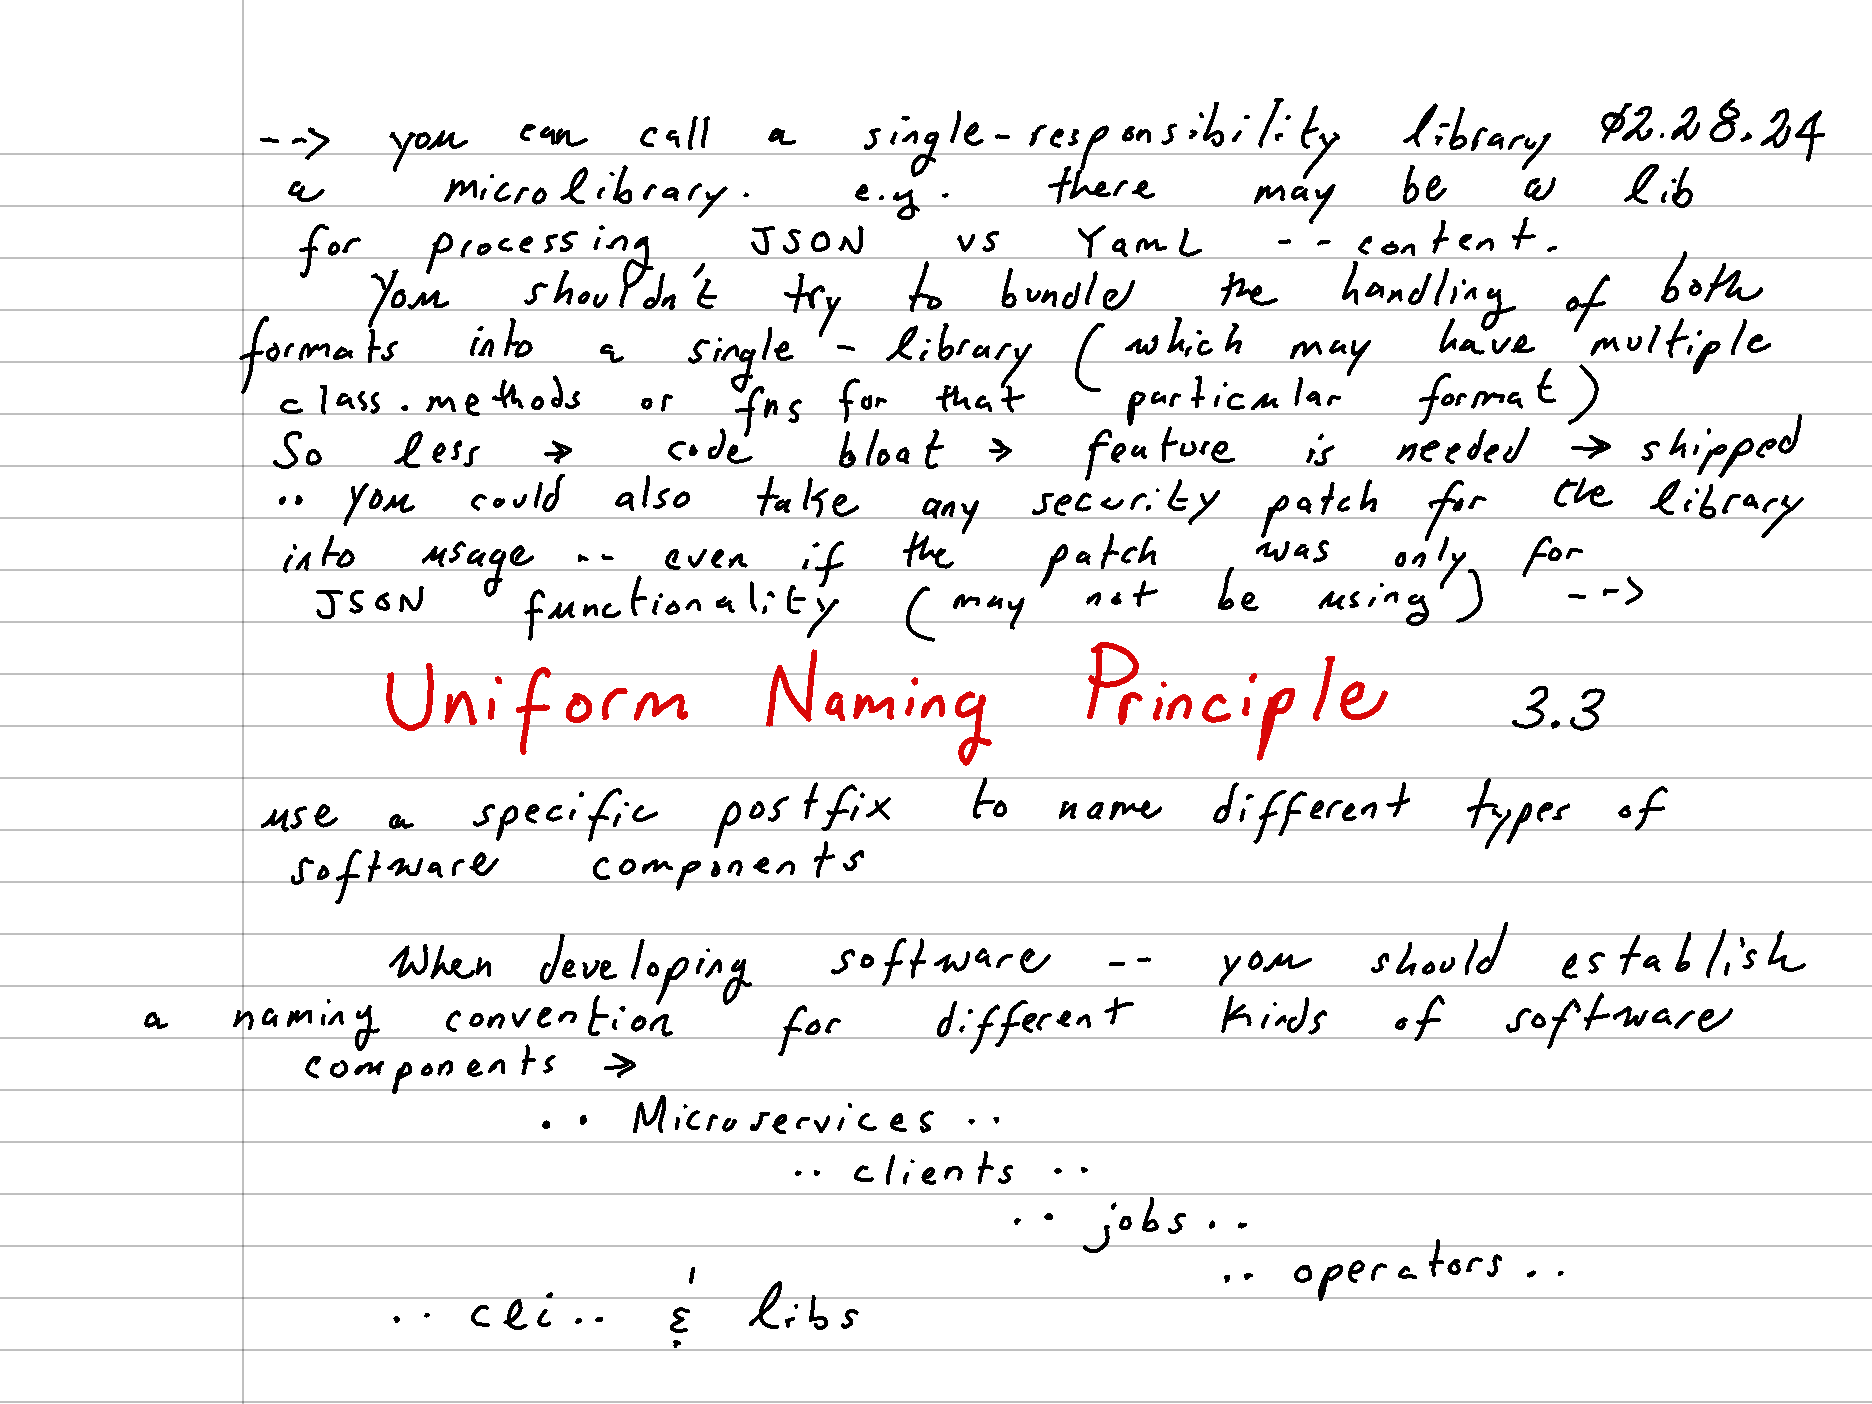 --> you can call a single-responsibility library 02.28.24
a microlibrary. e.g. there may be a lib
for processing JSON vs Yaml -- content.
You shouldn't try to bundle the handling of both
formats into a single - library (which may have multiple
class.methods or fns for that particular format)
So less → code bloat → feature is needed → shipped
.. you could also take any security patch for the library
into usage -- even if the patch was only for
JSON functionality (may not be using) -->
Uniform Naming Principle 3.3
use a specific postfix to name different types of
software components
When developing software -- you should establish
a naming convention for different kinds of software
components →
.. Microservices ..
.. clients ..
.. jobs ..
.. operators ..
.. cli .. & libs